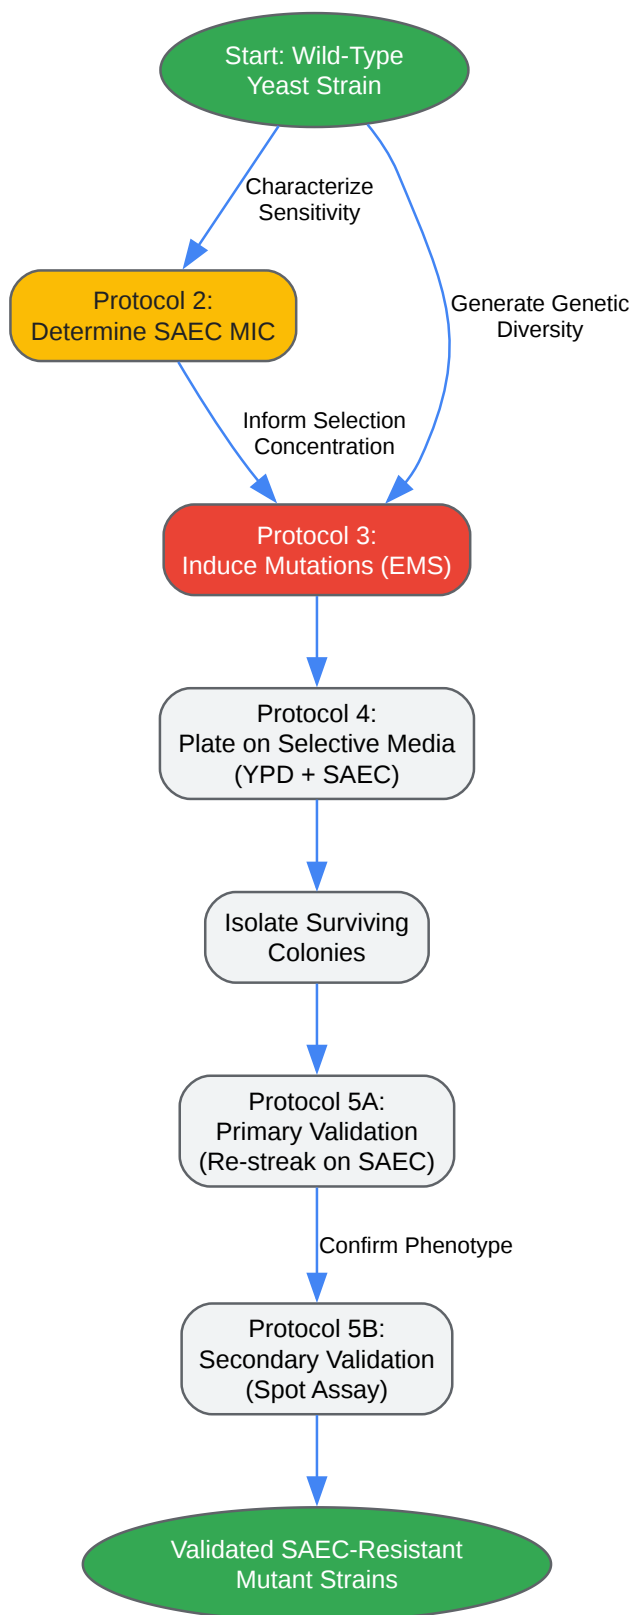 Start: Wild-Type
Yeast Strain
Characterize
Sensitivity
Generate Genetic
Diversity
Protocol 2:
Determine SAEC MIC
Inform Selection
Concentration
Protocol 3:
Induce Mutations (EMS)
Protocol 4:
Plate on Selective Media
(YPD + SAEC)
Isolate Surviving
Colonies
Protocol 5A:
Primary Validation
(Re-streak on SAEC)
Confirm Phenotype
Protocol 5B:
Secondary Validation
(Spot Assay)
Validated SAEC-Resistant
Mutant Strains